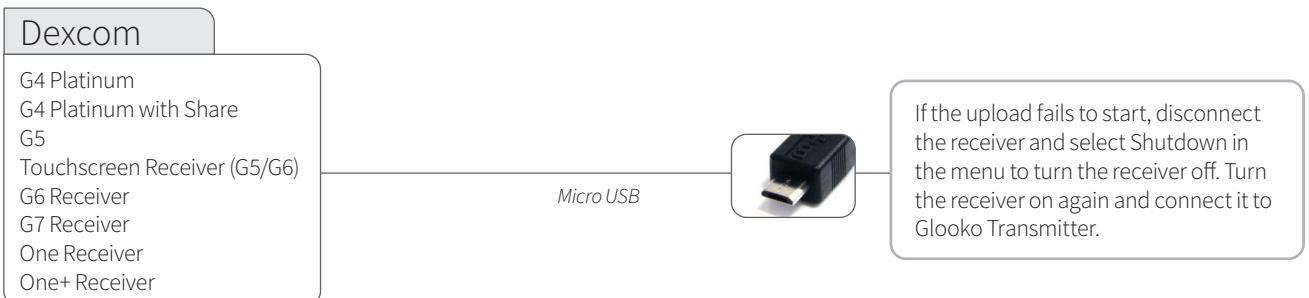 Dexcom
G4 Platinum
G4 Platinum with Share
G5
Touchscreen Receiver (G5/G6)
G6 Receiver
G7 Receiver
One Receiver
One+ Receiver
Micro USB
If the upload fails to start, disconnect
the receiver and select Shutdown in
the menu to turn the receiver off. Turn
the receiver on again and connect it to
Glooko Transmitter.